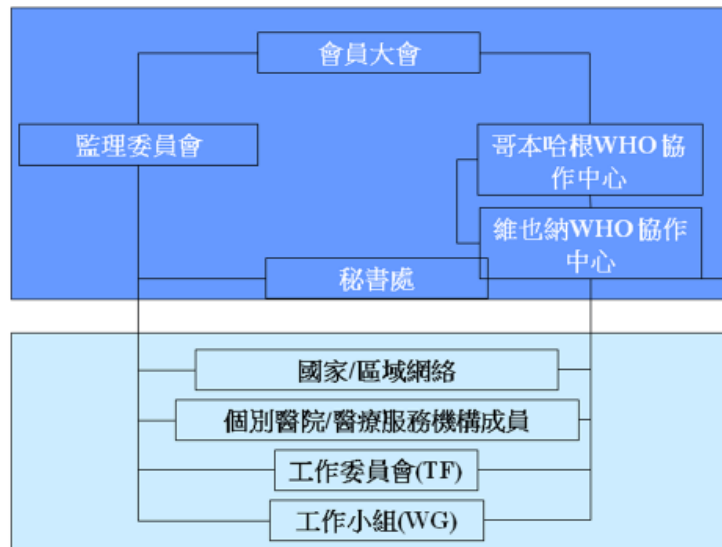 會員大會
監理委員會
哥本哈根WHO 協
作中心
維也納WHO 協作
中心
秘書處
國家/區域網絡
個別醫院/醫療服務機構成員
工作委員會(TF)
工作小組(WG)